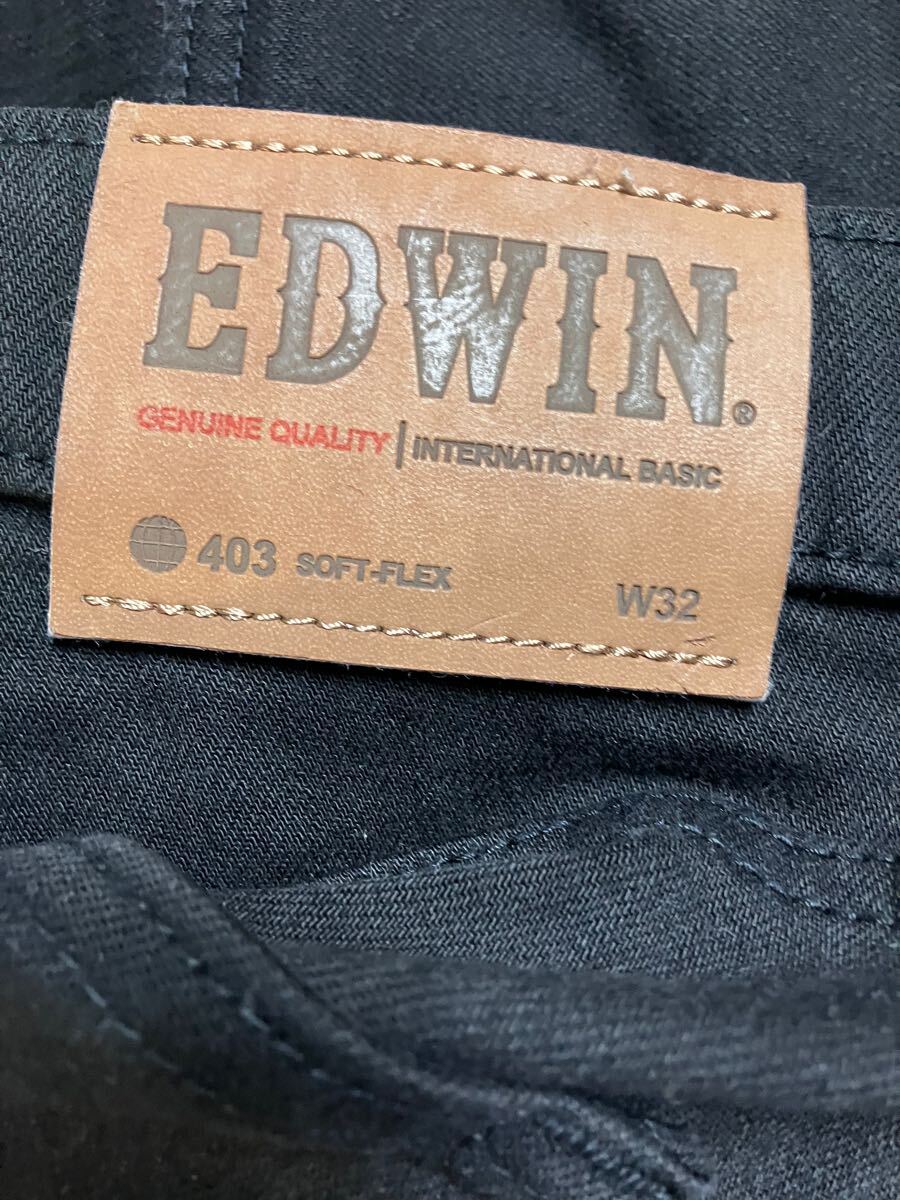 EDWIN®
GENUINE QUALITY | INTERNATIONAL BASIC
403 SOFT-FLEX W32